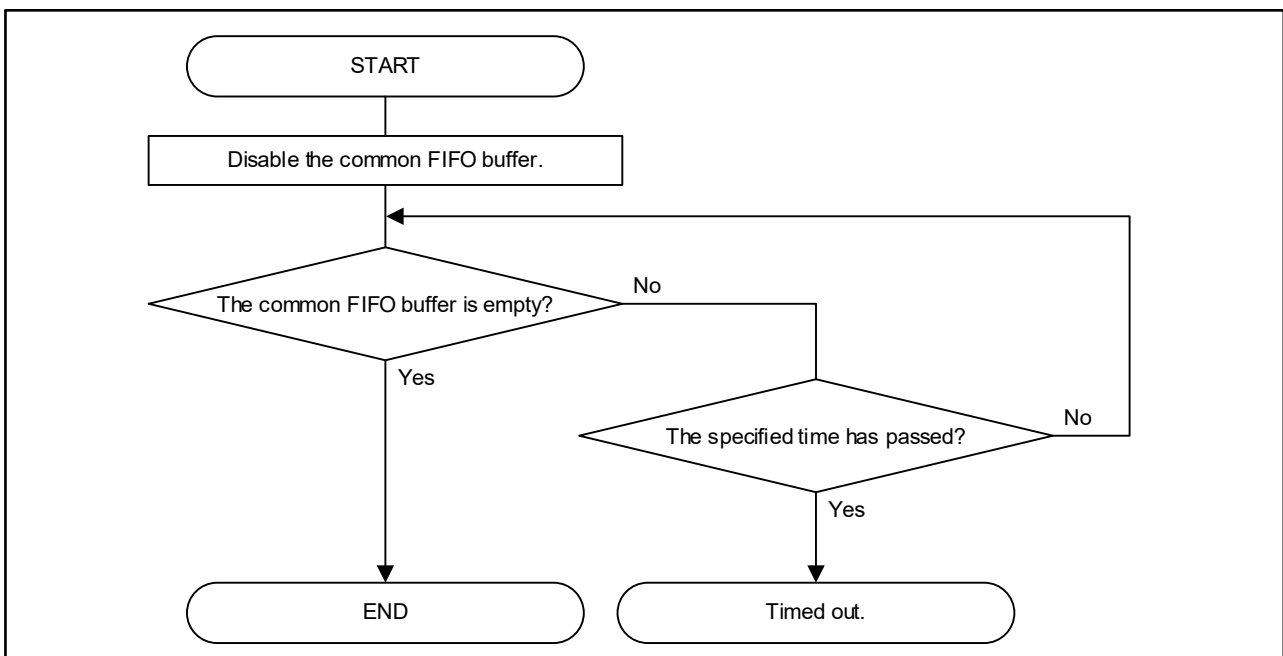 START
Disable the common FIFO buffer.
The common FIFO buffer is empty?
No
Yes
The specified time has passed?
No
Yes
END
Timed out.